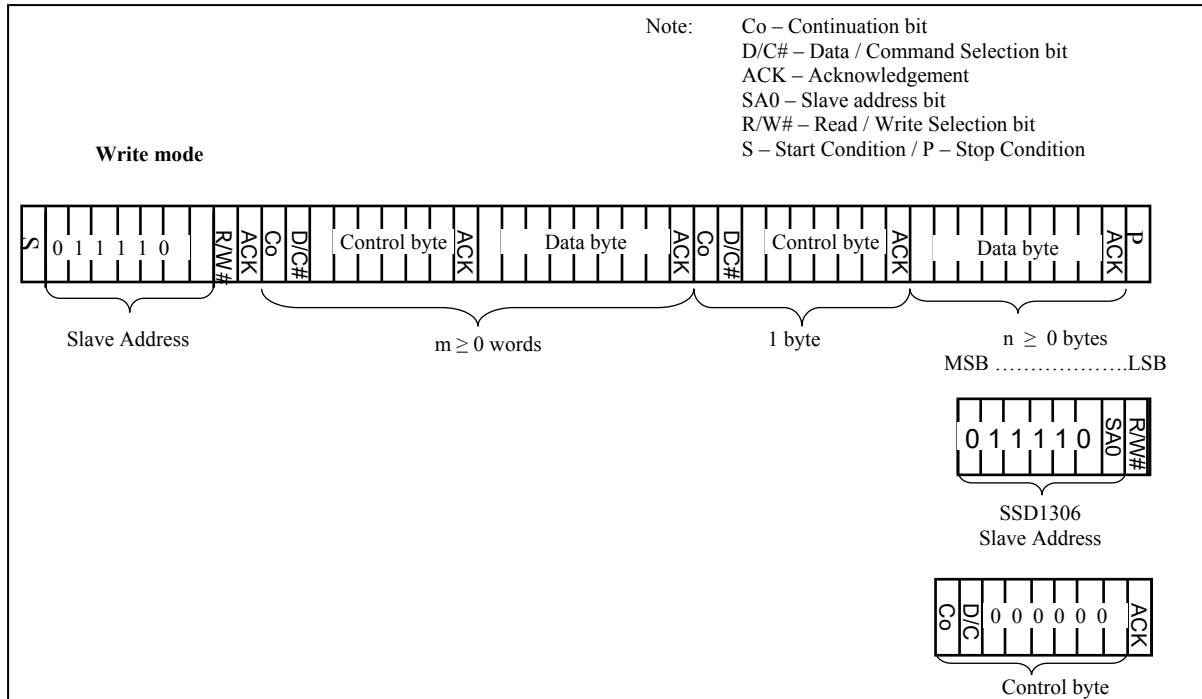 Note: Co – Continuation bit
D/C# – Data / Command Selection bit
ACK – Acknowledgement
SA0 – Slave address bit
R/W# – Read / Write Selection bit
S – Start Condition / P – Stop Condition
Write mode
S 0 1 1 1 1 0 R/W# ACK Co D/C# Control byte ACK Data byte ACK Co D/C# Control byte ACK Data byte ACK P
Slave Address m ≥ 0 words 1 byte n ≥ 0 bytes
MSB ……………….LSB
0 1 1 1 1 0 SA0 R/W#
SSD1306
Slave Address
Co D/C 0 0 0 0 0 0 ACK
Control byte